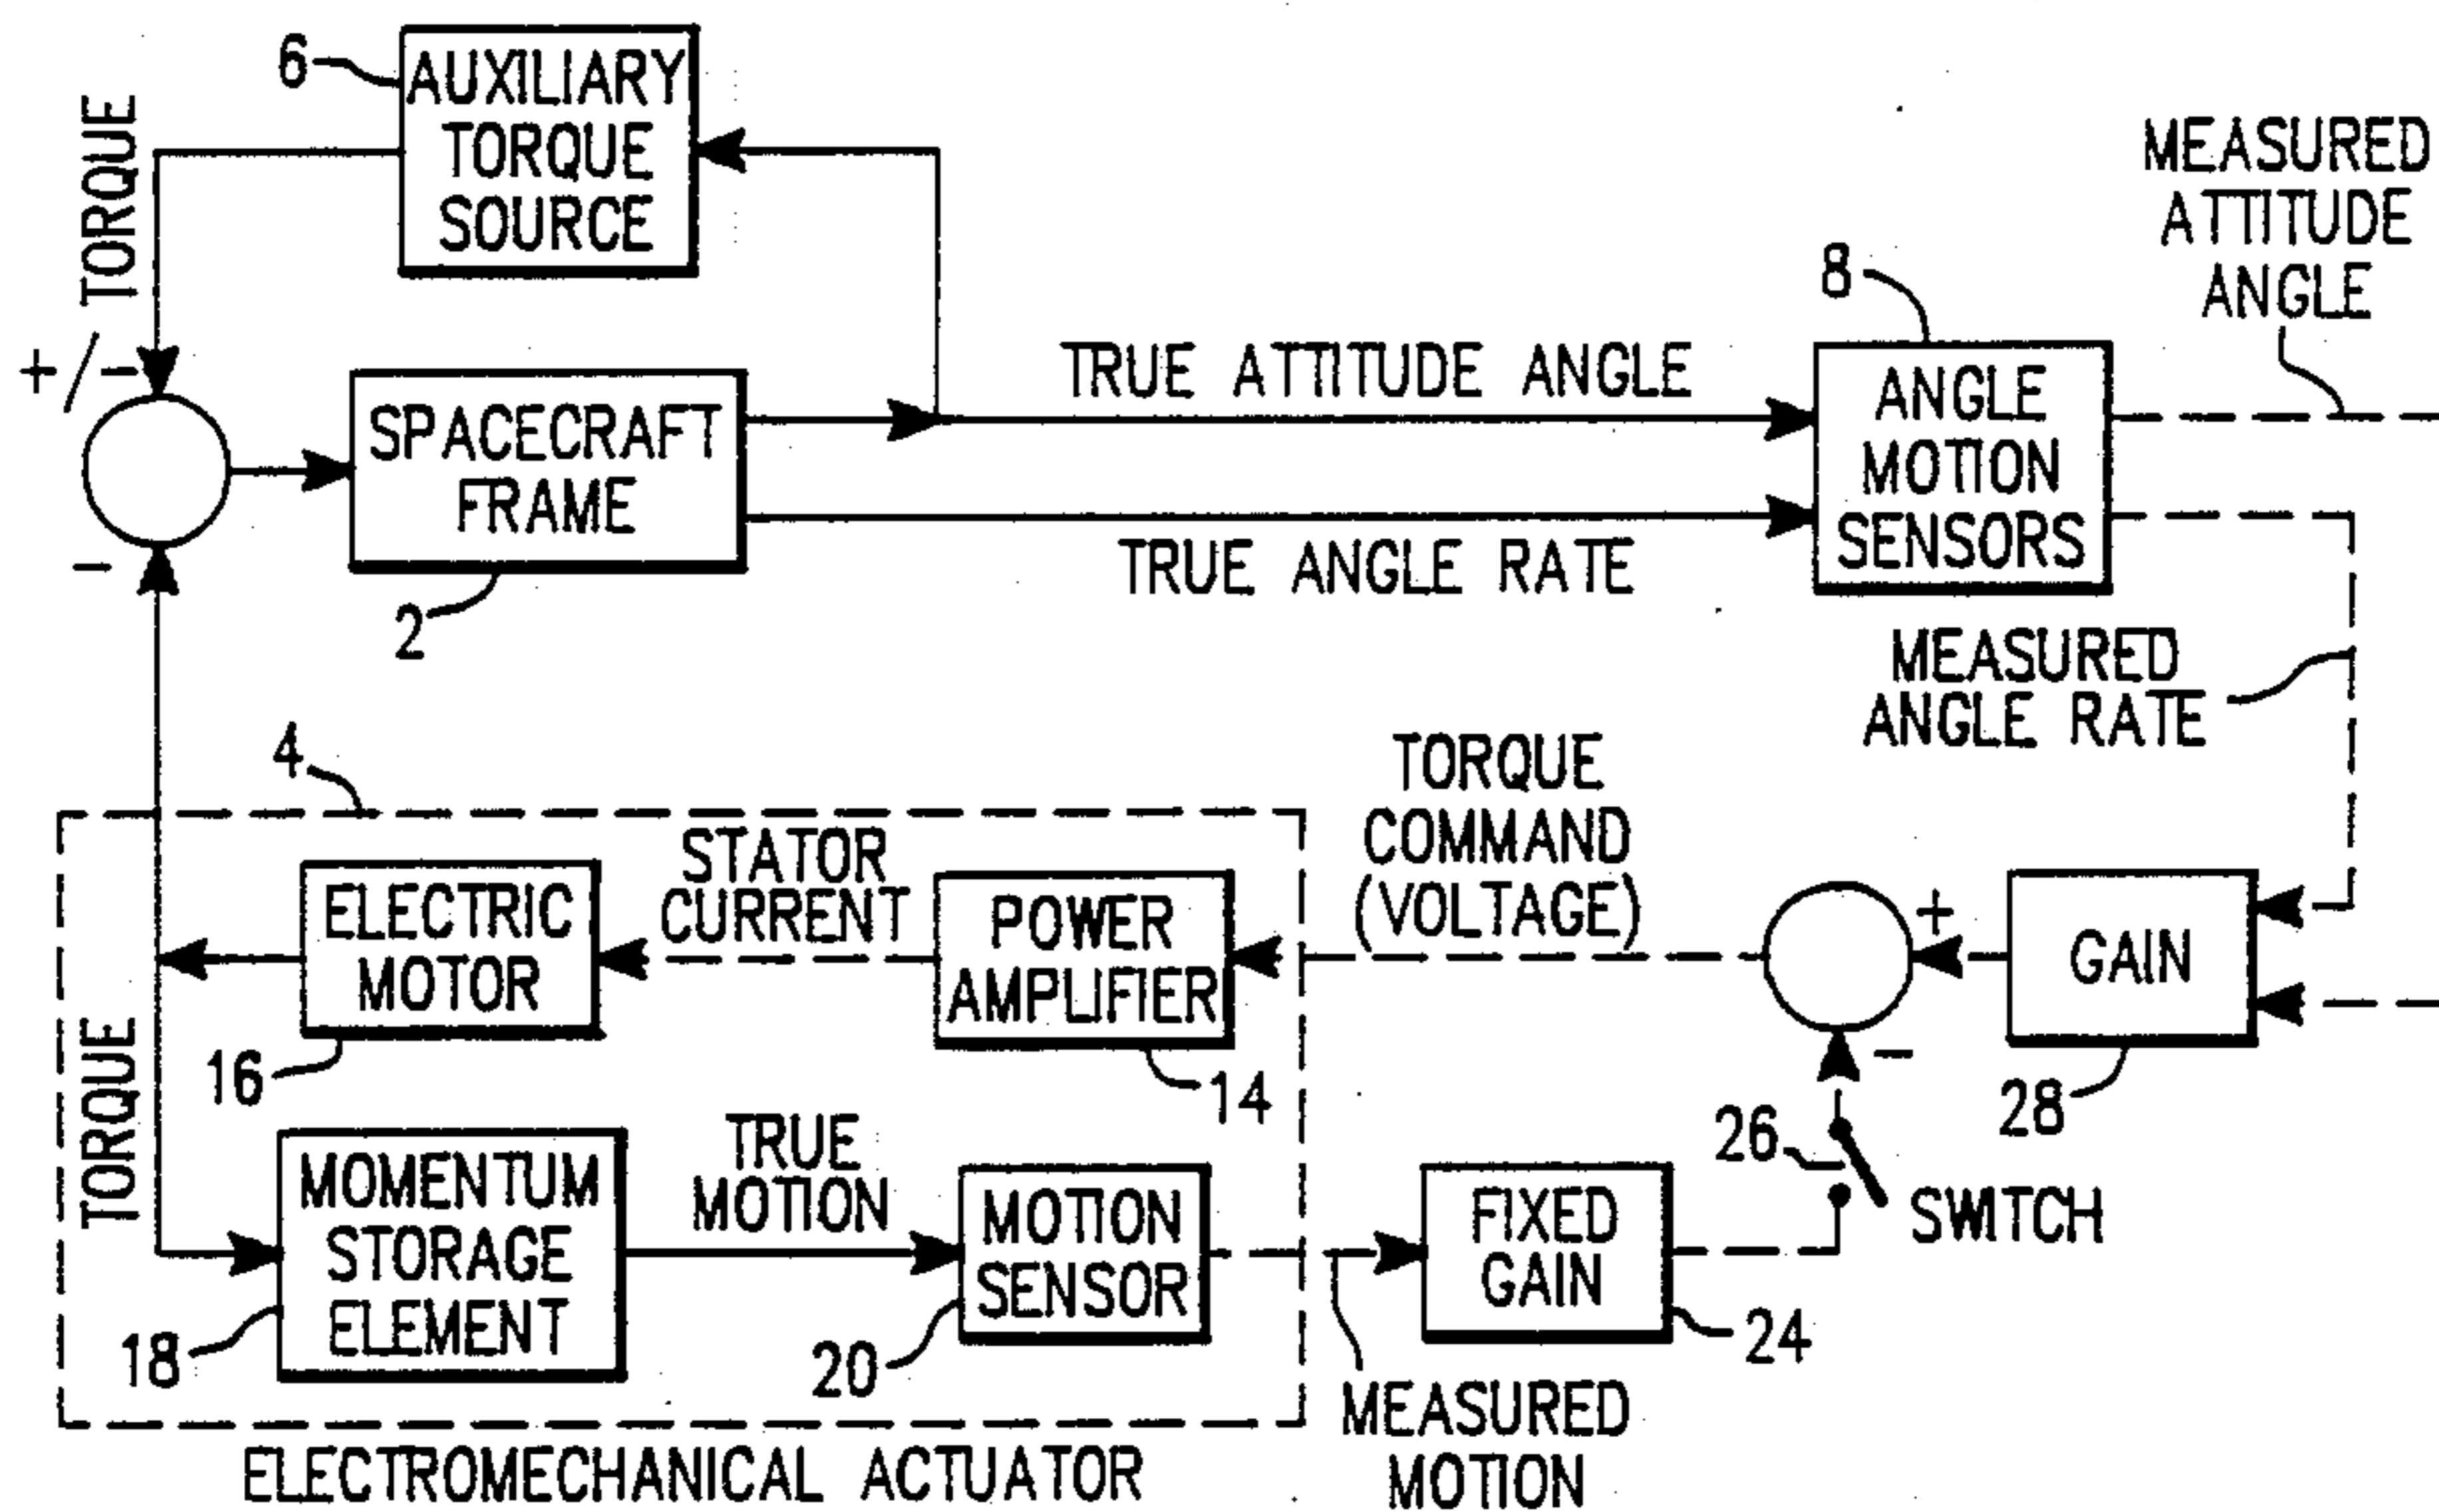 6
AUXILIARY
TORQUE
SOURCE
TORQUE
+/-
MEASURED
ATTITUDE
ANGLE
8
TRUE ATTITUDE ANGLE
ANGLE
MOTION
SENSORS
SPACECRAFT
FRAME
TRUE ANGLE RATE
-
2
MEASURED
ANGLE RATE
4
TORQUE
COMMAND
(VOLTAGE)
STATOR
CURRENT
ELECTRIC
MOTOR
POWER
AMPLIFIER
+
GAIN
-
16
14
28
TORQUE
26
SWITCH
MOMENTUM
STORAGE
ELEMENT
TRUE
MOTION
MOTION
SENSOR
FIXED
GAIN
18
20
24
MEASURED
MOTION
ELECTROMECHANICAL ACTUATOR